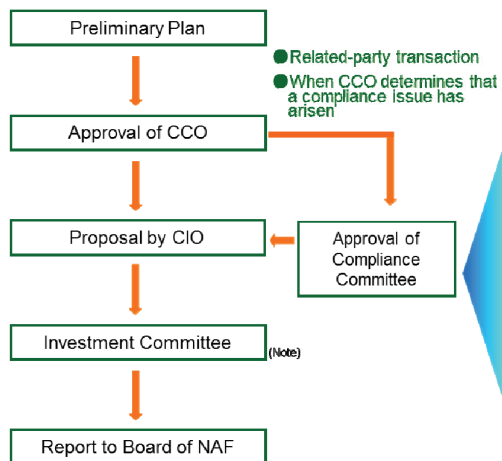 Preliminary Plan
●Related-party transaction
●When CCO determines that
a compliance issue has
arisen
Approval of CCO
Proposal by CIO
Approval of
Compliance
Committee
Investment Committee
(Note)
Report to Board of NAF